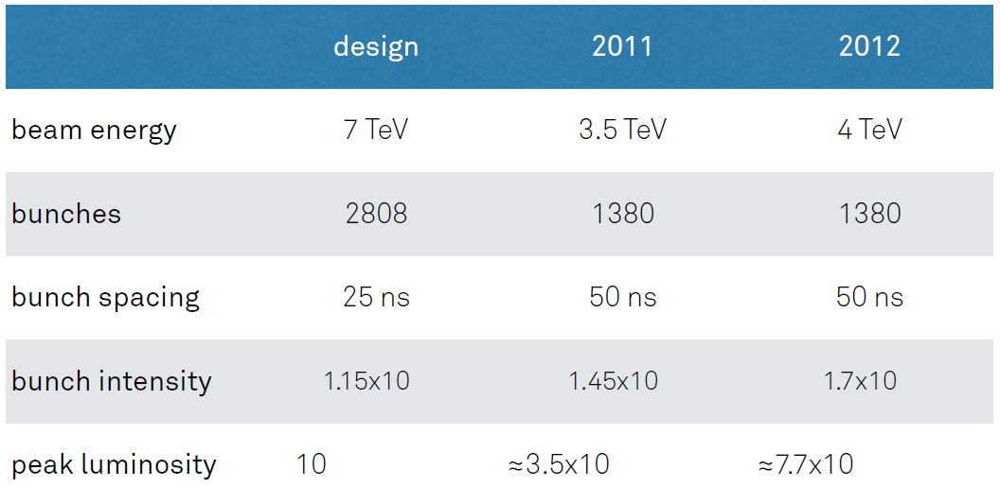 design 2011 2012
beam energy 7 TeV 3.5 TeV 4 TeV
bunches 2808 1380 1380
bunch spacing 25 ns 50 ns 50 ns
bunch intensity 1.15x10 1.45x10 1.7x10
peak luminosity 10 ≈3.5x10 ≈7.7x10